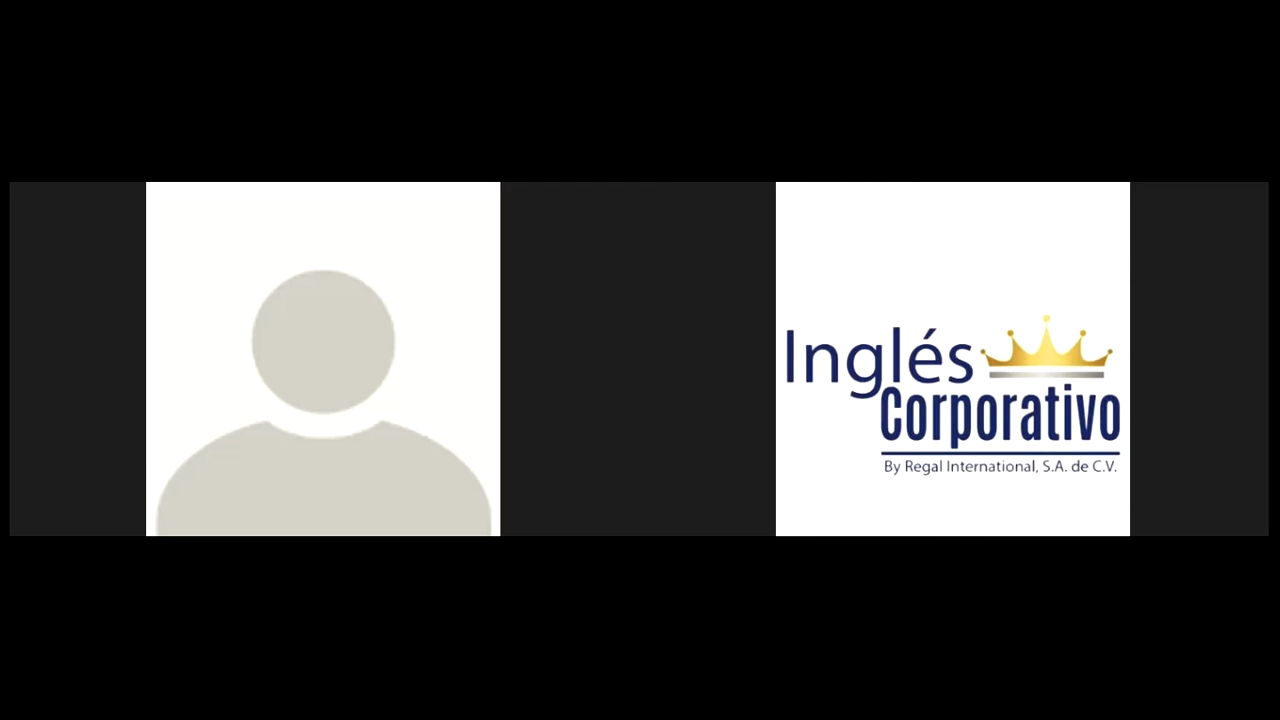 Inglés
Corporativo
By Regal International, S.A. de C.V.